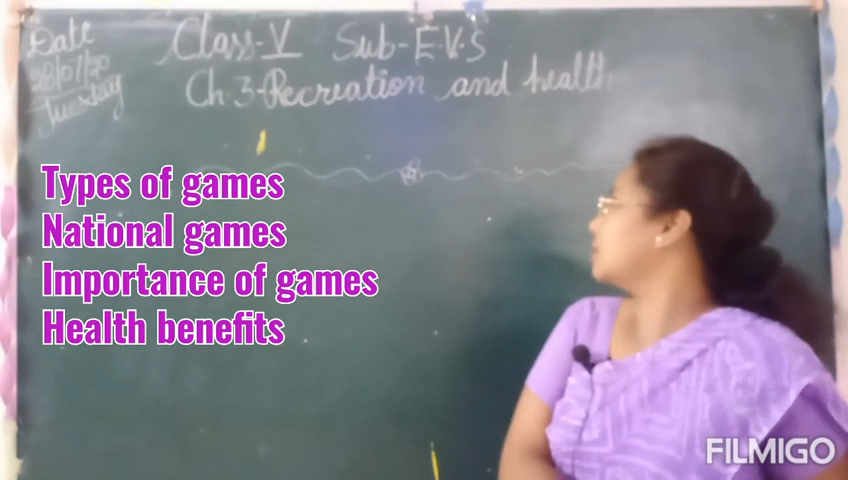 Date
28/07/20
Tuesday
Class-V Sub-E.V.S
Ch.3-Recreation and health
Types of games
National games
Importance of games
Health benefits
FILMIGO